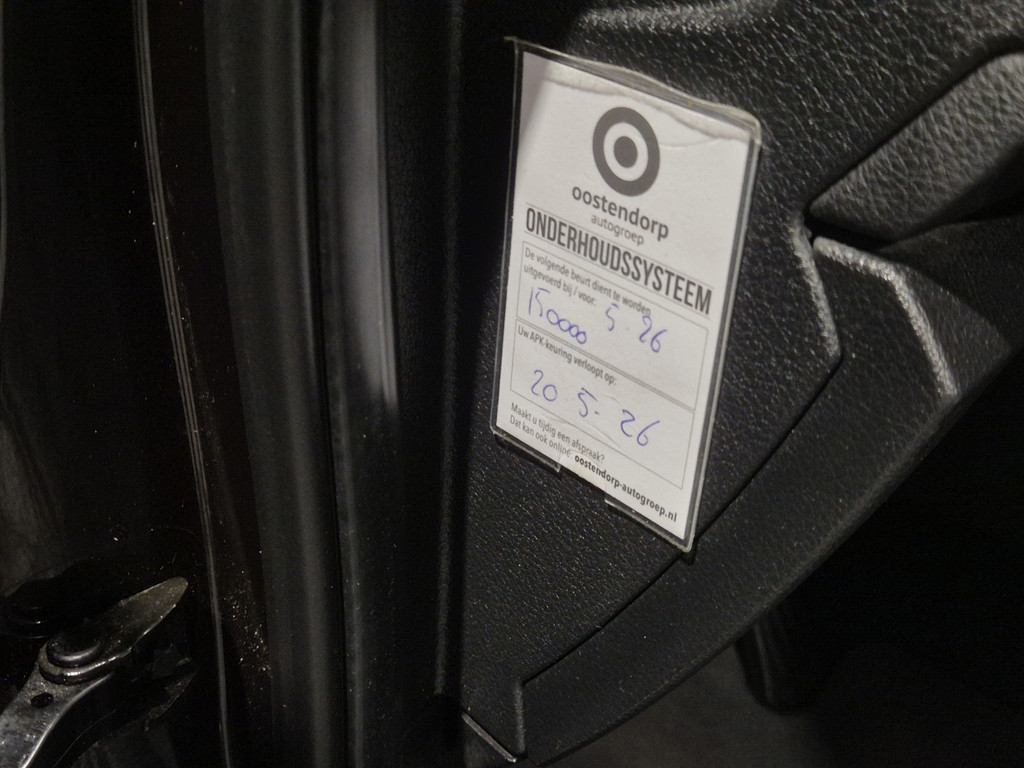 oostendorp
autogroep
ONDERHOUDSSYSTEEM
De volgende beurt dient te worden
uitgevoerd bij / voor:
150000 5-26
Uw APK-keuring verloopt op:
20 5-26
Maakt u tijdig een afspraak?
Dat kan ook online: oostendorp-autogroep.nl